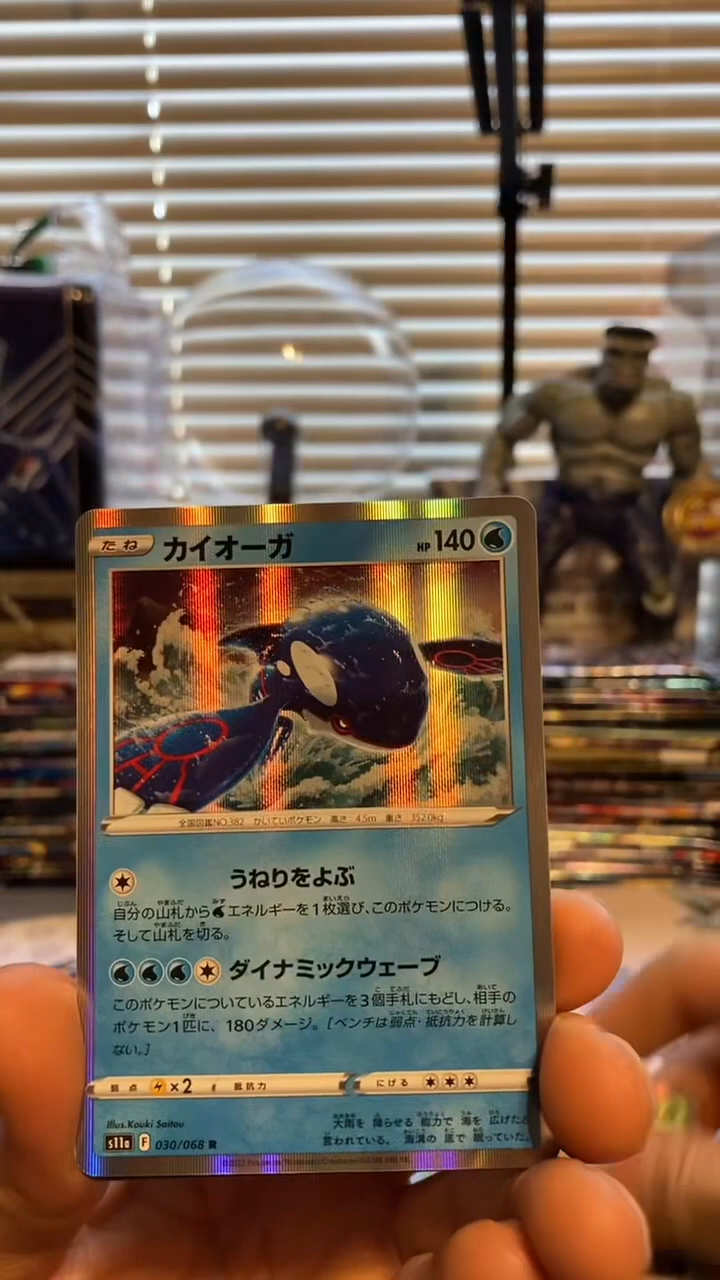 たね カイオーガ HP 140
全国図鑑NO.382 かいていポケモン 高さ:4.5m 重さ:352.0kg
うねりをよぶ
自分の山札からエネルギーを1枚選び、このポケモンにつける。
そして山札を切る。
ダイナミックウェーブ
このポケモンについているエネルギーを3個手札にもどし、相手の
ポケモン1匹に、180ダメージ。[ベンチは弱点・抵抗力を計算し
ない。]
弱点 ×2 抵抗力 にげる
Illus.Kouki Saitou
大雨を降らせる能力で海を広げたと
言われている。海溝の底で眠っていた。
s11a F 030/068 R